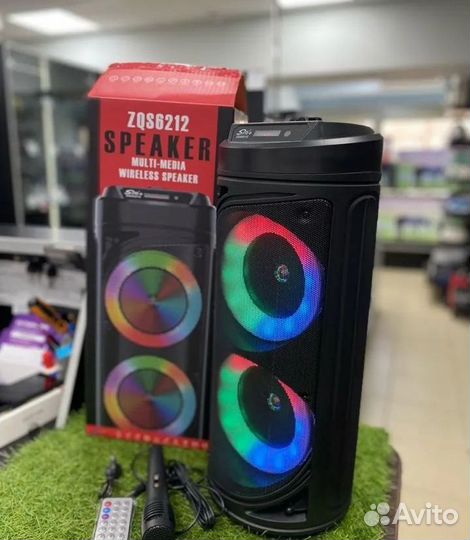 ZQS6212
SPEAKER
MULTI-MEDIA
WIRELESS SPEAKER
Avito